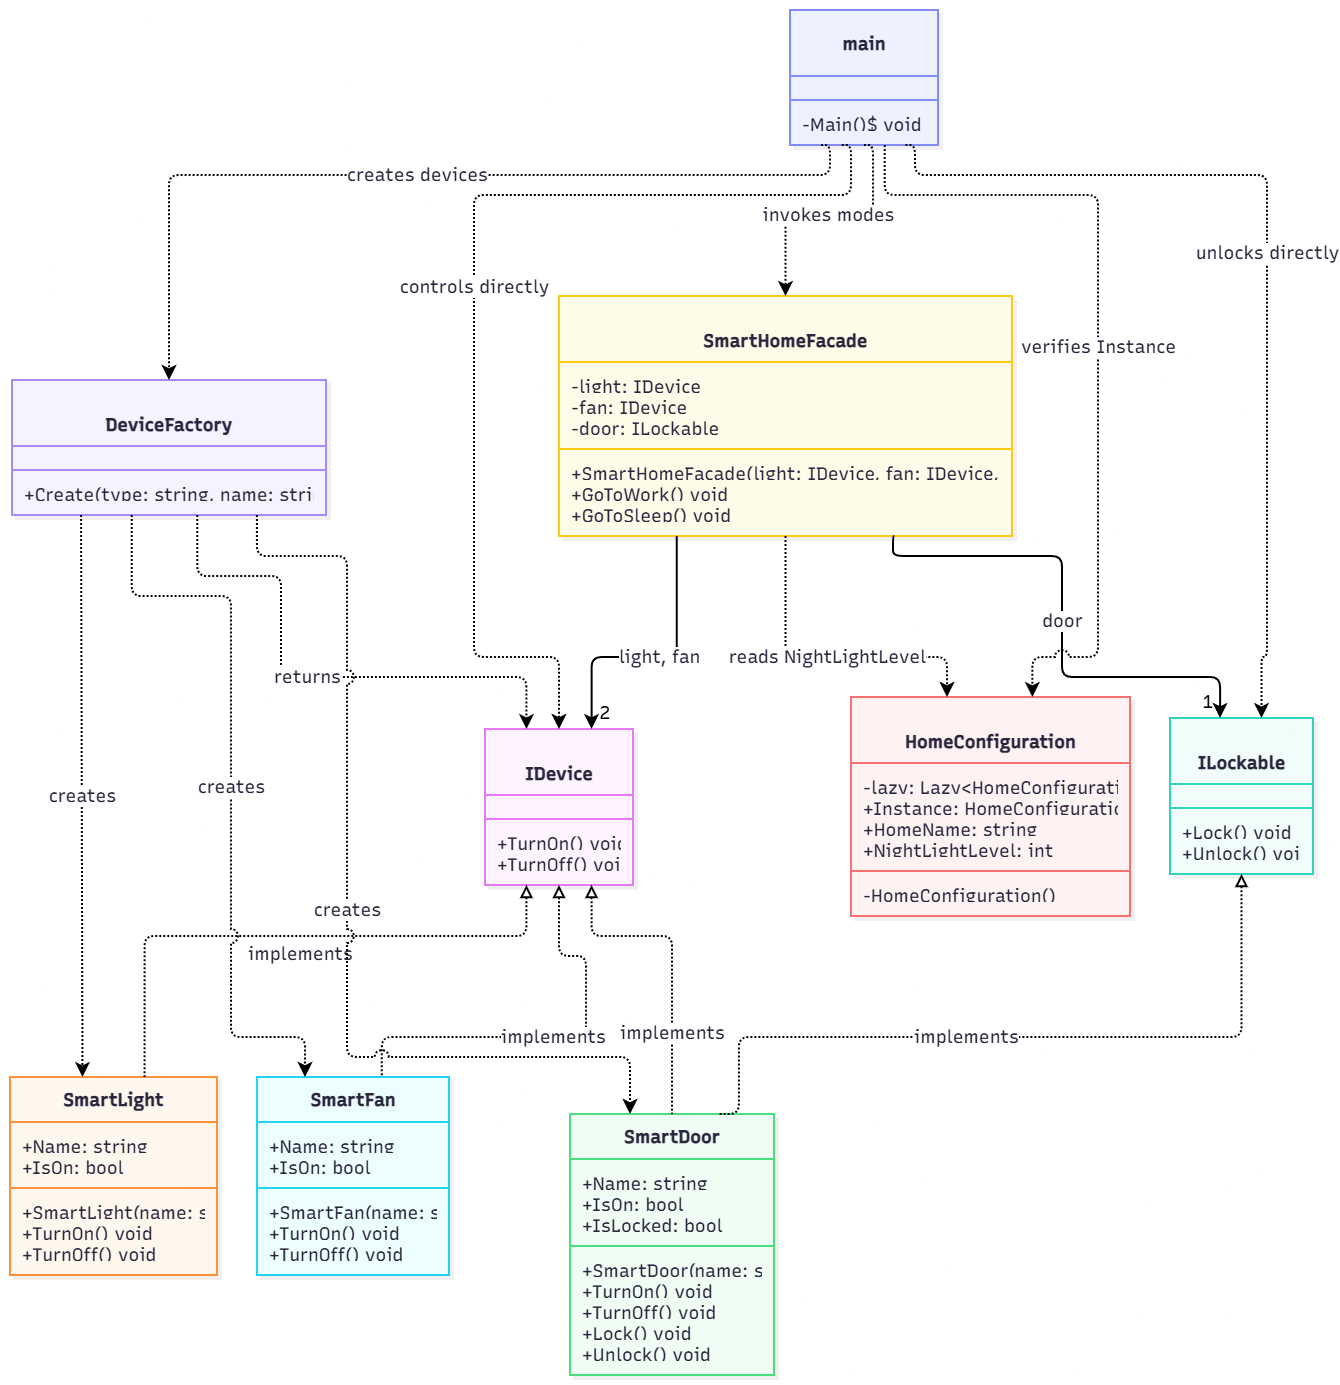 main
-Main()$ void
creates devices
invokes modes
unlocks directly
controls directly
SmartHomeFacade
verifies Instance
-light: IDevice
-fan: IDevice
-door: ILockable
DeviceFactory
+SmartHomeFacade(light: IDevice, fan: IDevice,
+GoToWork() void
+GoToSleep() void
+Create(type: string, name: stri
door
light, fan
reads NightLightLevel
returns
1
2
HomeConfiguration
ILockable
IDevice
-lazy: Lazy<HomeConfigurati
+Instance: HomeConfiguratic
+HomeName: string
+NightLightLevel: int
-HomeConfiguration()
+Lock() void
+Unlock() voi
+TurnOn() voic
+TurnOff() voi
creates
creates
creates
implements
implements
implements
implements
SmartLight
+Name: string
+IsOn: bool
+SmartLight(name: s
+TurnOn() void
+TurnOff() void
SmartFan
+Name: string
+IsOn: bool
+SmartFan(name: s
+TurnOn() void
+TurnOff() void
SmartDoor
+Name: string
+IsOn: bool
+IsLocked: bool
+SmartDoor(name: s
+TurnOn() void
+TurnOff() void
+Lock() void
+Unlock() void